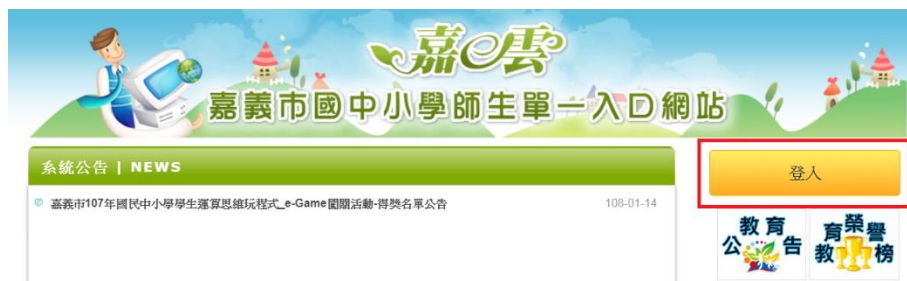 嘉e雲
嘉義市國中小學師生單一入口網站
系統公告 | NEWS
登入
嘉義市107年國民中小學學生運算思維玩程式_e-Game闖關活動-得獎名單公告 108-01-14
教育公告
教育榮譽榜